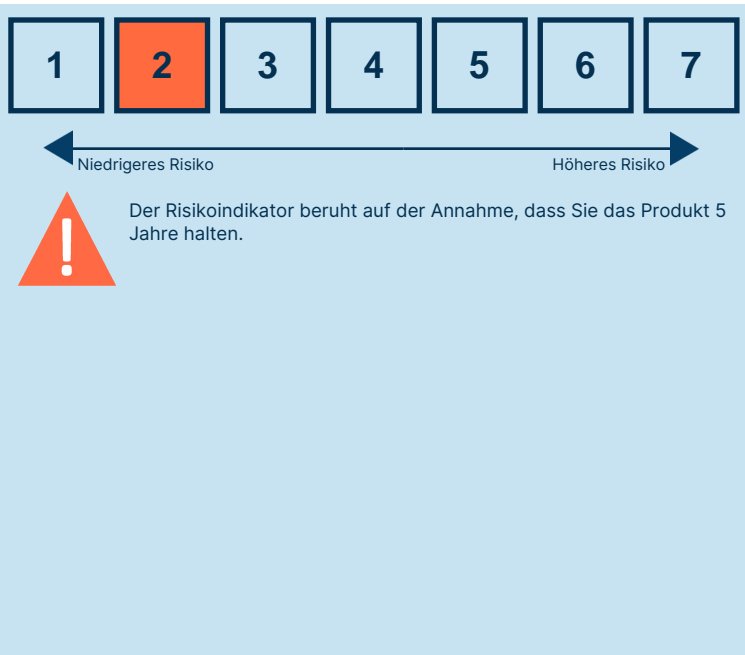 1 2 3 4 5 6 7
Niedrigeres Risiko Höheres Risiko
!
Der Risikoindikator beruht auf der Annahme, dass Sie das Produkt 5
Jahre halten.